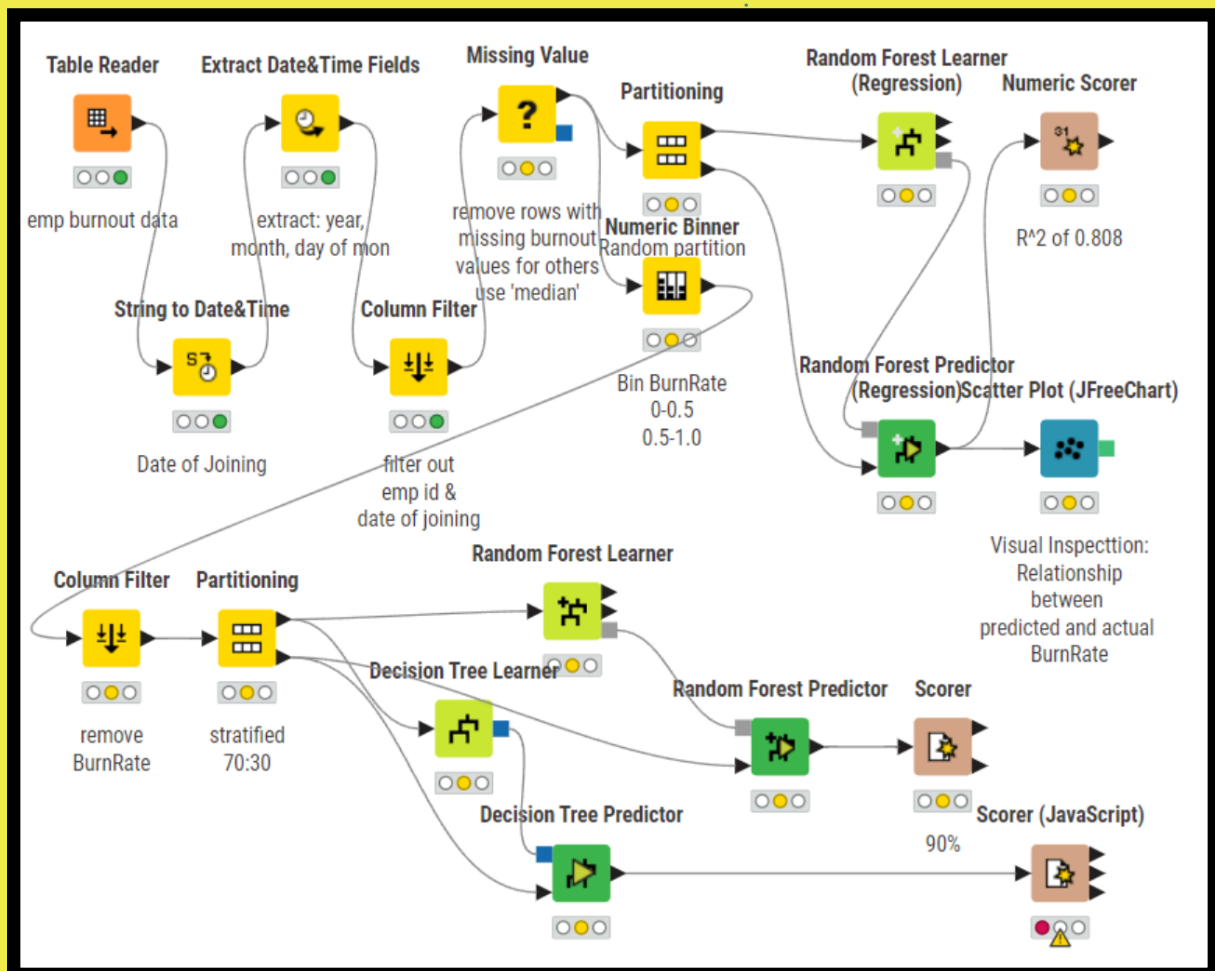 Table Reader
emp burnout data
String to Date&Time
Date of Joining
Extract Date&Time Fields
extract: year,
month, day of mon
Column Filter
filter out
emp id &
date of joining
Missing Value
?
remove rows with
missing burnout
values for others
use 'median'
Partitioning
Random partition
Numeric Binner
Bin BurnRate
0-0.5
0.5-1.0
Random Forest Learner
(Regression)
Numeric Scorer
31
R^2 of 0.808
Random Forest Predictor
(Regression)
Scatter Plot (JFreeChart)
Visual Inspecttion:
Relationship
between
predicted and actual
BurnRate
S
Column Filter
remove
BurnRate
Partitioning
stratified
70:30
Random Forest Learner
Decision Tree Learner
Random Forest Predictor
Scorer
90%
Decision Tree Predictor
Scorer (JavaScript)